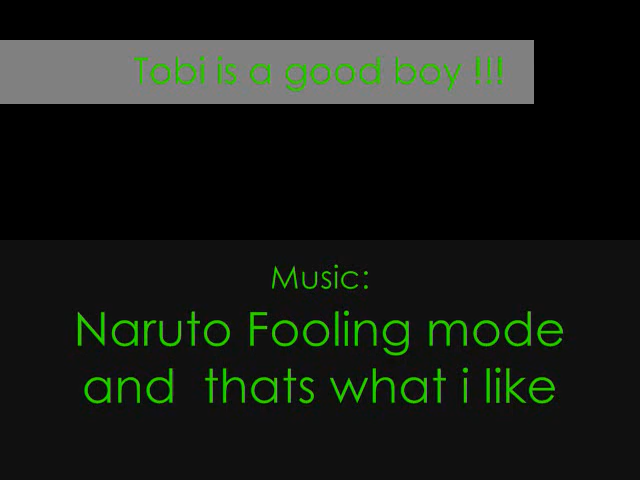 Tobi is a good boy !!!
Music:
Naruto Fooling mode
and  thats what i like